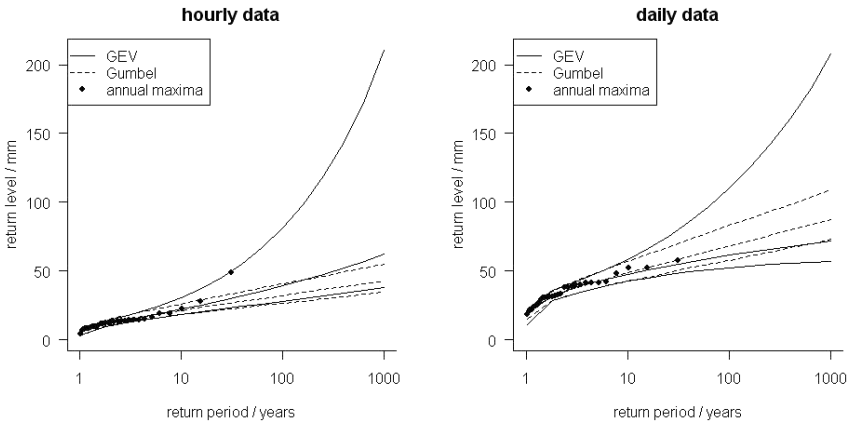 hourly data
GEV
Gumbel
annual maxima
return level / mm
200
150
100
50
0
1
10
100
1000
return period / years
daily data
GEV
Gumbel
annual maxima
return level / mm
200
150
100
50
0
1
10
100
1000
return period / years